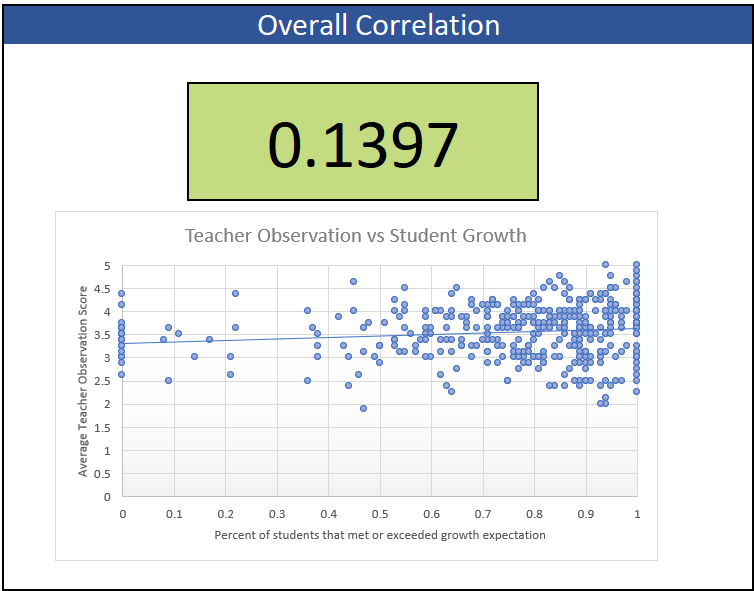 Overall Correlation
0.1397
Teacher Observation vs Student Growth
Average Teacher Observation Score
5
4.5
4
3.5
3
2.5
2
1.5
1
0.5
0
0 0.1 0.2 0.3 0.4 0.5 0.6 0.7 0.8 0.9 1
Percent of students that met or exceeded growth expectation